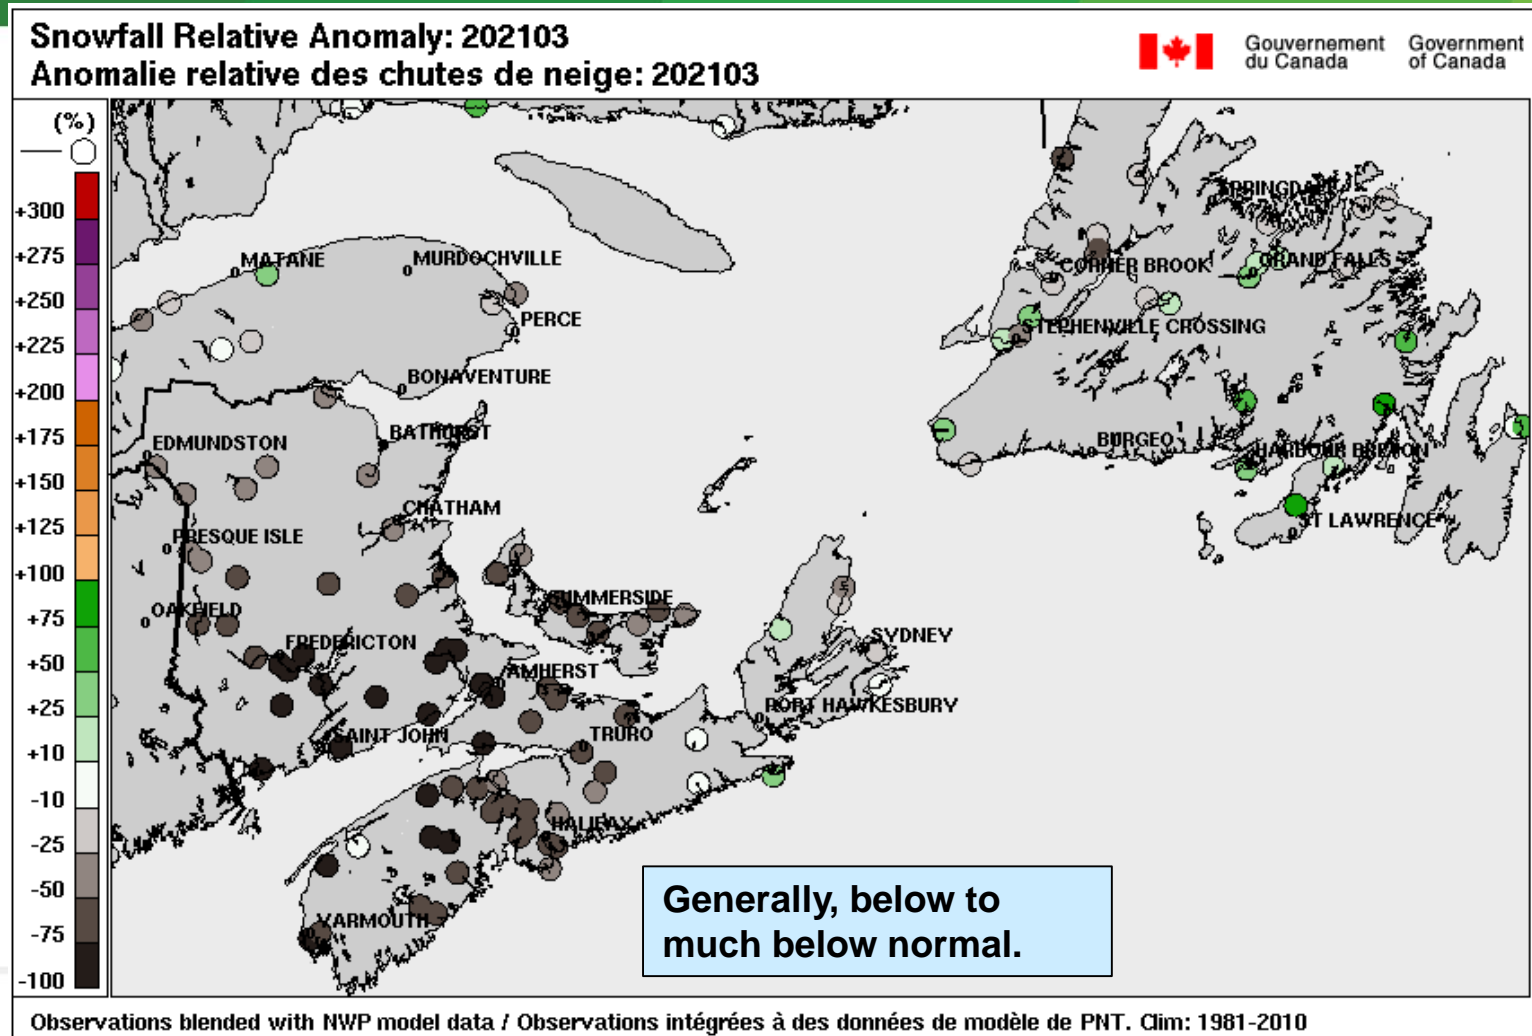 Snowfall Relative Anomaly: 202103
Anomalie relative des chutes de neige: 202103
Gouvernement du Canada
Government of Canada
(%)
+300
+275
+250
+225
+200
+175
+150
+125
+100
+75
+50
+25
+10
-10
-25
-50
-75
-100
SPRINGDALE
MATANE
MURDOCHVILLE
CORNER BROOK
GRAND FALLS
PERCE
STEPHENVILLE CROSSING
BONAVENTURE
EDMUNDSTON
BATHURST
BURGEO
HARBOUR BRETON
CHATHAM
ST LAWRENCE
PRESQUE ISLE
OAKFIELD
SUMMERSIDE
FREDERICTON
SYDNEY
AMHERST
PORT HAWKESBURY
SAINT JOHN
TRURO
HALIFAX
YARMOUTH
Generally, below to
much below normal.
Observations blended with NWP model data / Observations intégrées à des données de modèle de PNT. Clim: 1981-2010